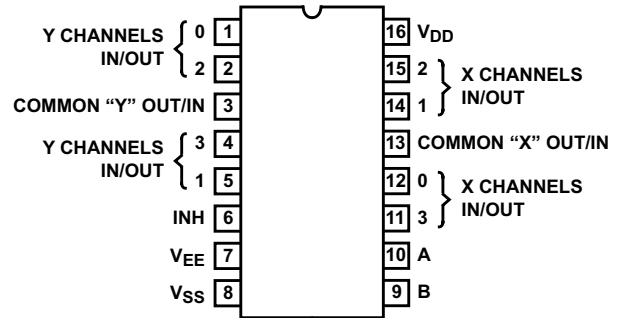 Y CHANNELS IN/OUT
0 1
2 2
COMMON “Y” OUT/IN 3
Y CHANNELS IN/OUT
3 4
1 5
INH 6
VEE 7
VSS 8
16 VDD
15 2
14 1
X CHANNELS IN/OUT
13 COMMON “X” OUT/IN
12 0
11 3
X CHANNELS IN/OUT
10 A
9 B